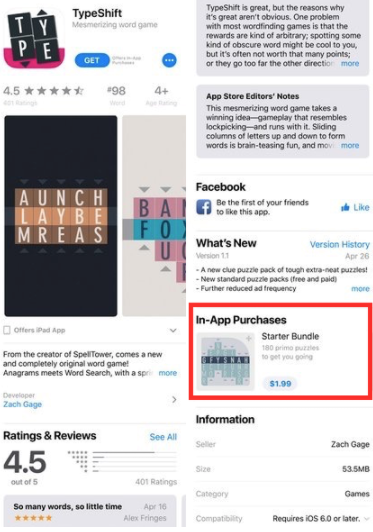 TYPE
TypeShift
Mesmerizing word game
GET
Offers In-App
Purchases
4.5
401 Ratings
#98
Word
4+
Age Rating
AUNCH
LAYBE
MREAS
BAN
FOX
UC
F
Offers iPad App
From the creator of SpellTower, comes a new
and completely original word game!
Anagrams meets Word Search, with a more
Developer
Zach Gage
Ratings & Reviews See All
4.5
out of 5
401 Ratings
So many words, so little time Apr 16
Alex Fringes
TypeShift is great, but the reasons why
it's great aren't obvious. One problem
with most wordfinding games is that the
rewards are kind of arbitrary; spotting some
kind of obscure word might be cool to you,
but it's often not worth that many points;
or they go too far the other more
App Store Editors' Notes
This mesmerizing word game takes a
winning idea—gameplay that resembles
lockpicking—and runs with it. Sliding
columns of letters up and down to form
words is brain-teasing fun, and more
Facebook
Be the first of your friends
to like this app.
Like
What's New Version History
Version 1.1 Apr 26
- A new clue puzzle pack of tough extra-neat puzzles!
- New standard puzzle packs (free and paid)
- Further reduced ad frequency more
In-App Purchases
Starter Bundle
180 primo puzzles
to get you going
$1.99
Information
Seller Zach Gage
Size 53.5MB
Category Games
Compatibility Requires iOS 6.0 or later.